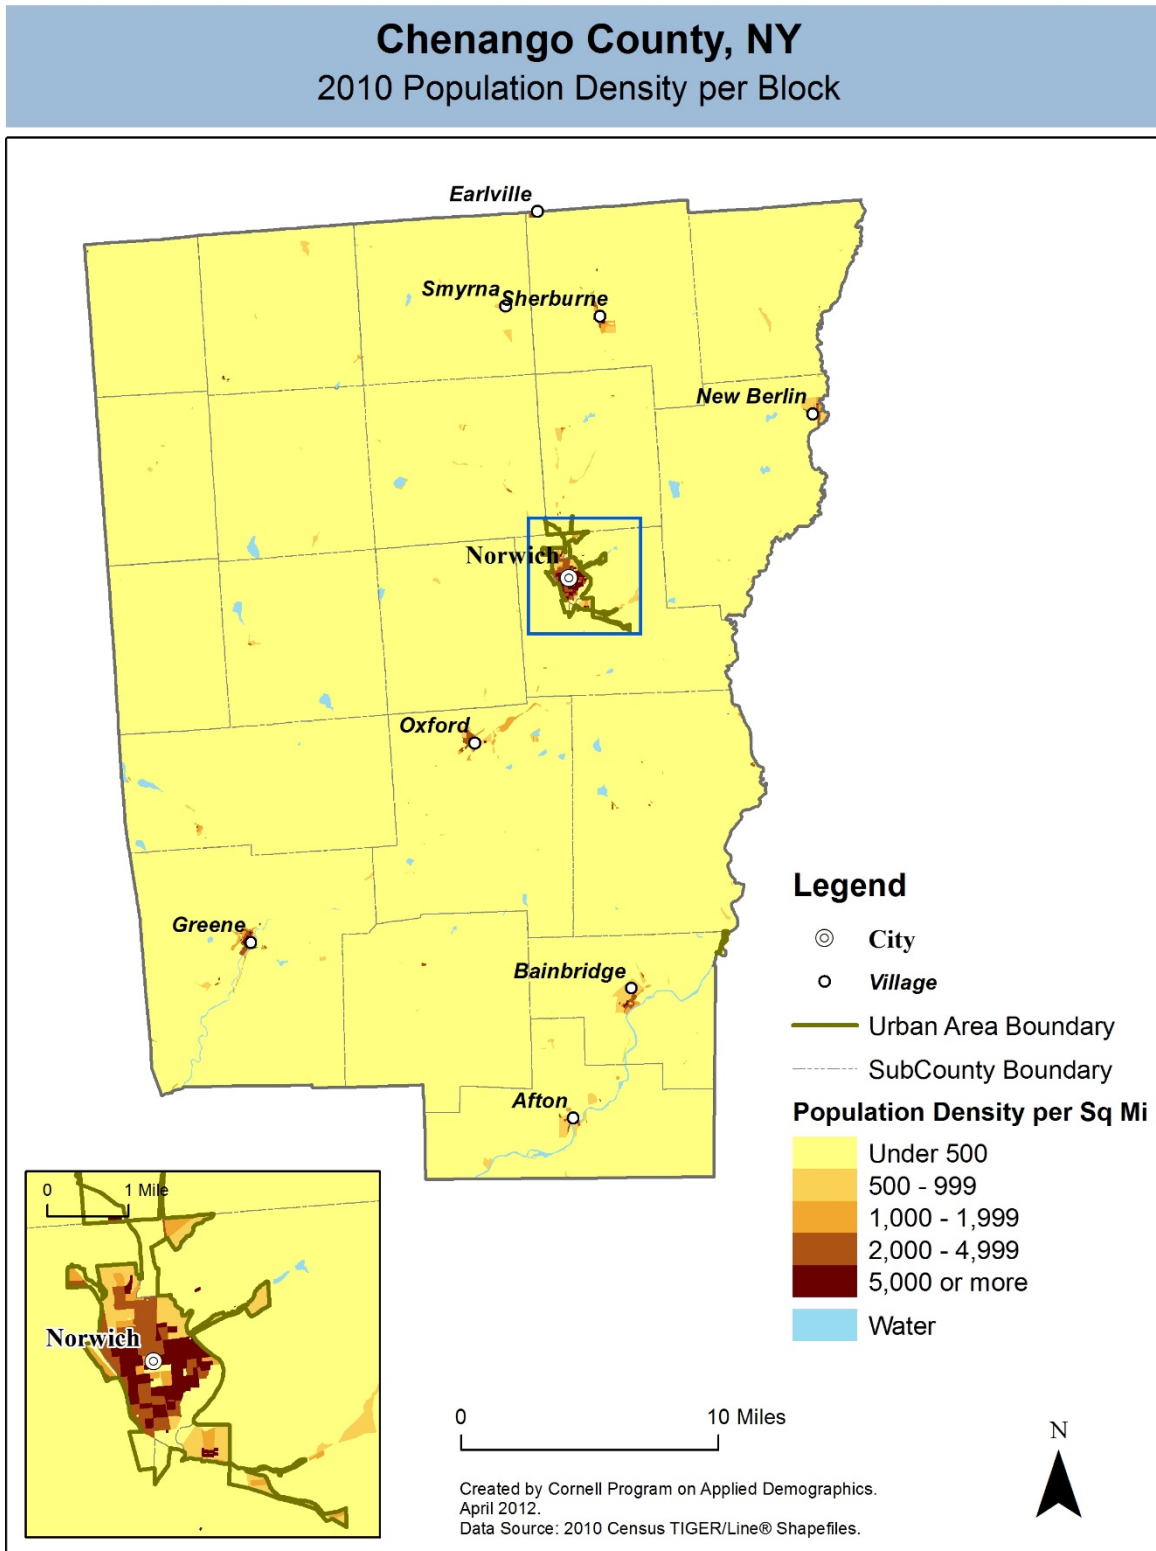 Chenango County, NY
2010 Population Density per Block
Earlville
Smyrna
Sherburne
New Berlin
Norwich
Oxford
Greene
Bainbridge
Afton
Legend
City
Village
Urban Area Boundary
SubCounty Boundary
Population Density per Sq Mi
Under 500
500 - 999
1,000 - 1,999
2,000 - 4,999
5,000 or more
Water
0 1 Mile
Norwich
0 10 Miles
N
Created by Cornell Program on Applied Demographics.
April 2012.
Data Source: 2010 Census TIGER/Line® Shapefiles.